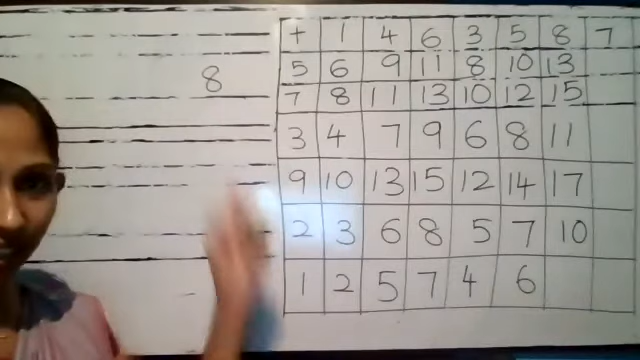 + 1 4 6 3 5 8 7
8
5 6 9 11 8 10 13
7 8 11 13 10 12 15
3 4 7 9 6 8 11
9 10 13 15 12 14 17
2 3 6 8 5 7 10
1 2 5 7 4 6